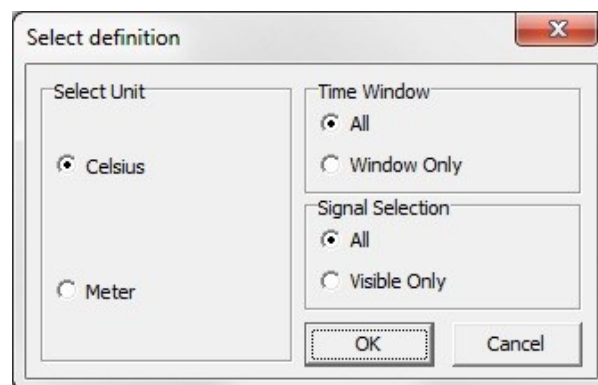 Select definition
Select Unit
Celsius
Meter
Time Window
All
Window Only
Signal Selection
All
Visible Only
OK
Cancel